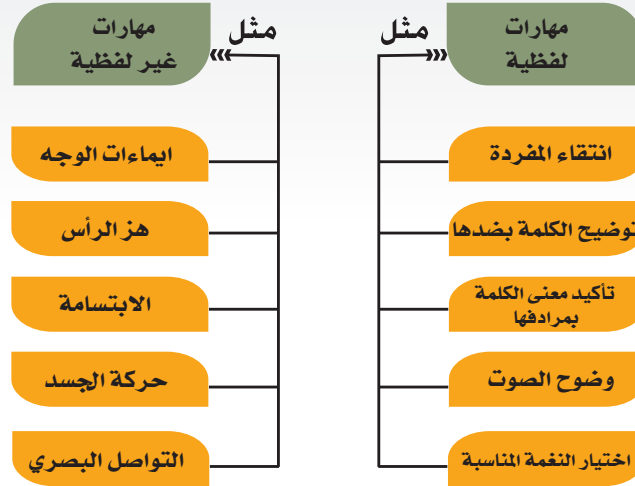 مهارات
لفظية
مثل
انتقاء المفردة
توضيح الكلمة بضدها
تأكيد معنى الكلمة
بمرادفها
وضوح الصوت
اختيار النغمة المناسبة
مهارات
غير لفظية
مثل
ايماءات الوجه
هز الرأس
الابتسامة
حركة الجسد
التواصل البصري